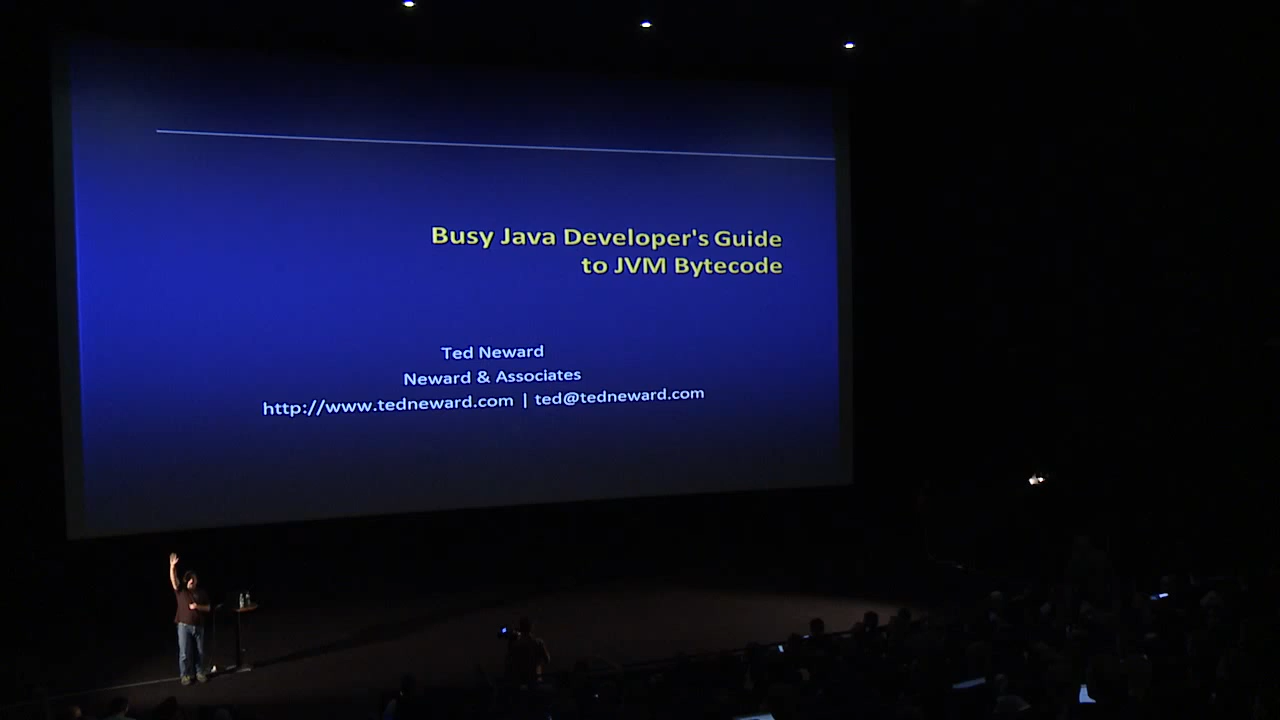 Busy Java Developer's Guide
to JVM Bytecode
Ted Neward
Neward & Associates
http://www.tedneward.com | ted@tedneward.com